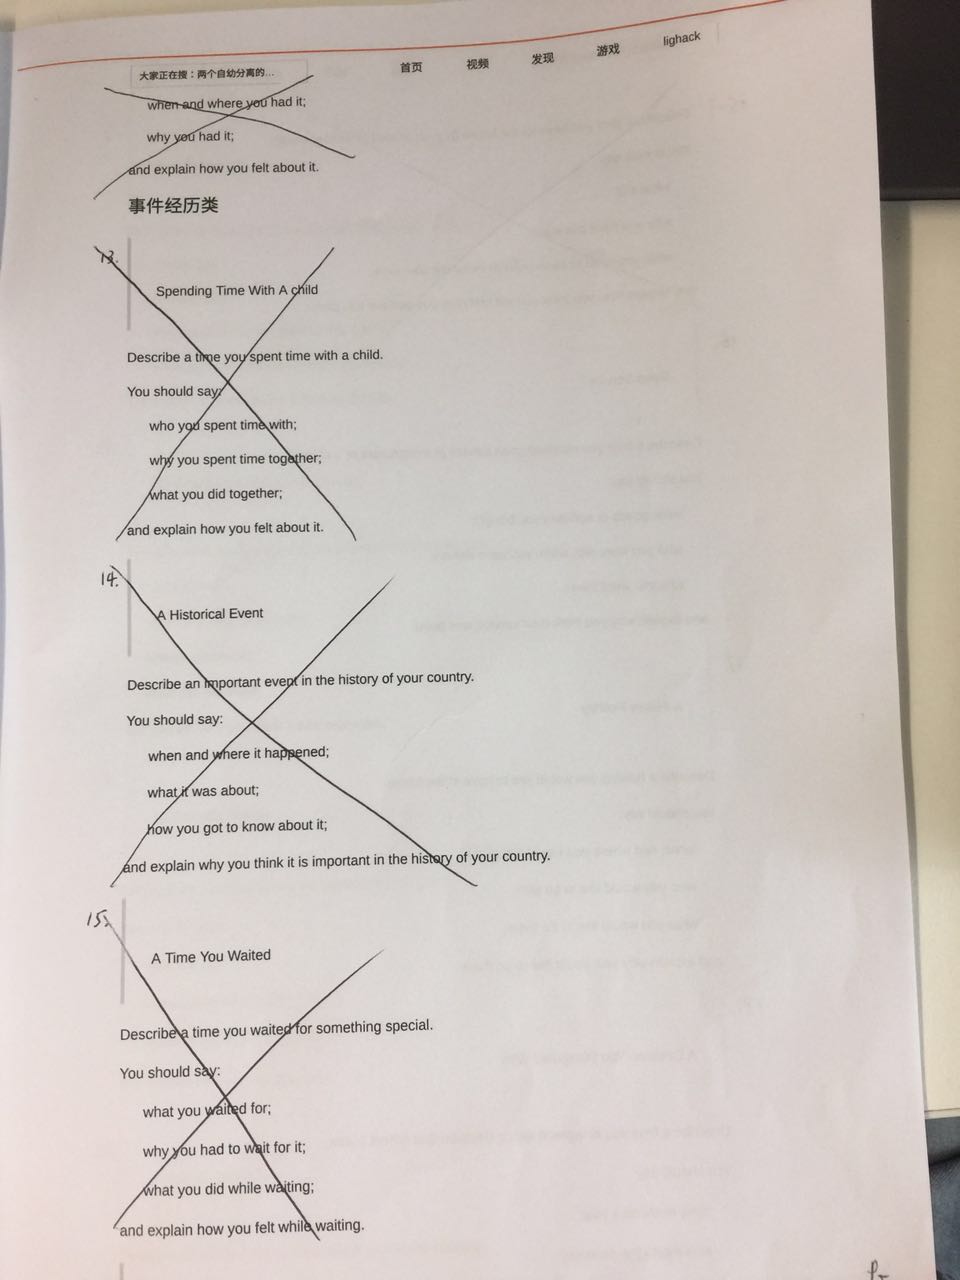 首页 视频 发现 游戏 lighack
大家正在搜：两个自动分离的...
when and where you had it;
why you had it;
and explain how you felt about it.
事件经历类
13.
Spending Time With A child
Describe a time you spent time with a child.
You should say:
who you spent time with;
why you spent time together;
what you did together;
and explain how you felt about it.
14.
A Historical Event
Describe an important event in the history of your country.
You should say:
when and where it happened;
what it was about;
how you got to know about it;
and explain why you think it is important in the history of your country.
15.
A Time You Waited
Describe a time you waited for something special.
You should say:
what you waited for;
why you had to wait for it;
what you did while waiting;
and explain how you felt while waiting.